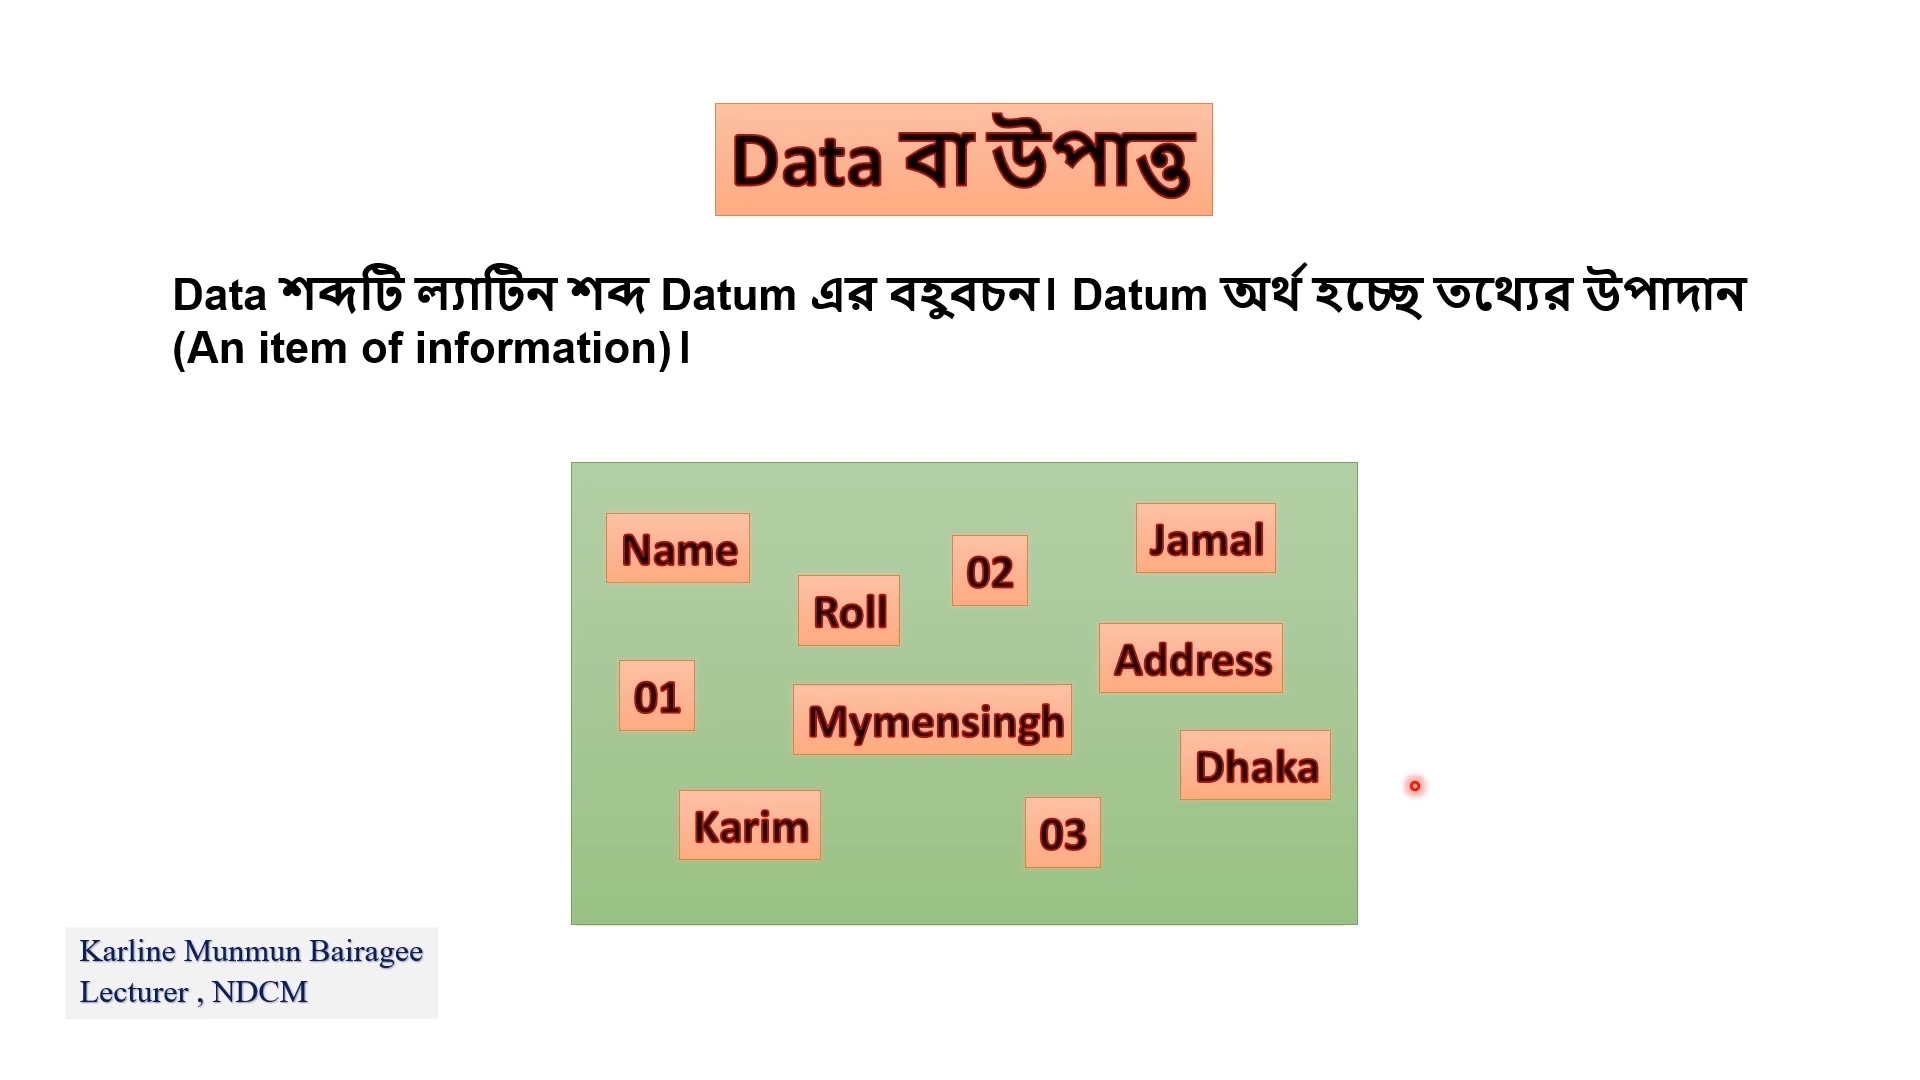 Data বা উপাত্ত
Data শব্দটি ল্যাটিন শব্দ Datum এর বহুবচন। Datum অর্থ হচ্ছে তথ্যের উপাদান
(An item of information)।
Name
Jamal
02
Roll
Address
01
Mymensingh
Dhaka
Karim
03
Karline Munmun Bairagee
Lecturer , NDCM